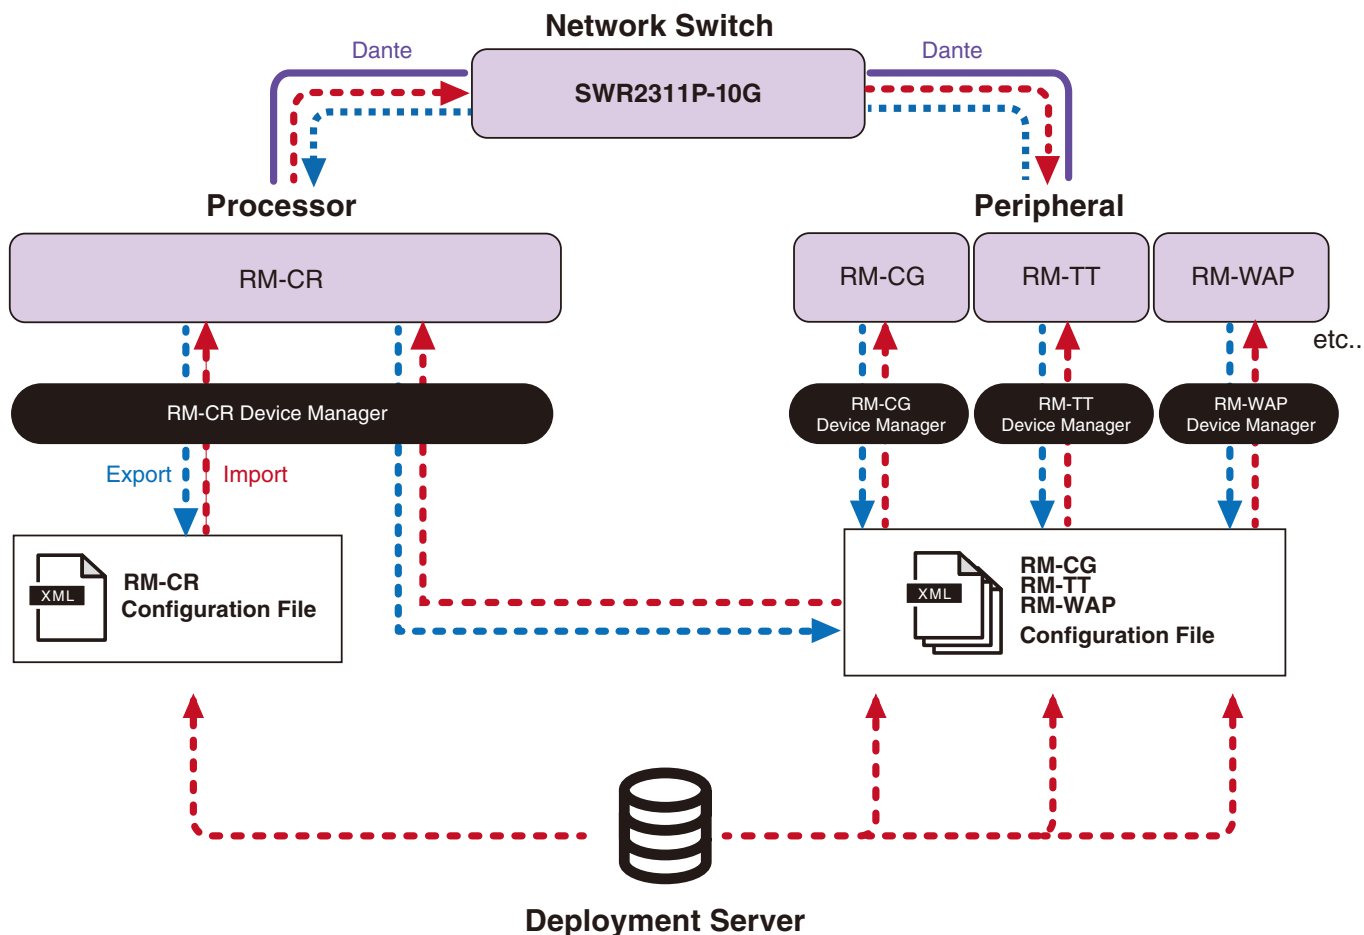 Network Switch
Dante
Dante
SWR2311P-10G
Processor
Peripheral
RM-CR
RM-CG
RM-TT
RM-WAP
etc..
RM-CR Device Manager
RM-CG
Device Manager
RM-TT
Device Manager
RM-WAP
Device Manager
Export
Import
XML
RM-CR
Configuration File
XML
RM-CG
RM-TT
RM-WAP
Configuration File
Deployment Server